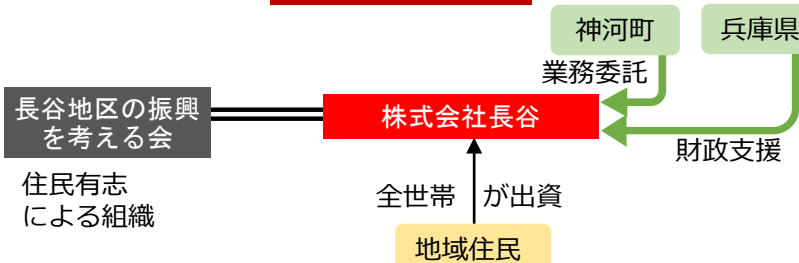 神河町
兵庫県
業務委託
長谷地区の振興
を考える会
株式会社長谷
財政支援
住民有志
による組織
全世帯 が出資
地域住民